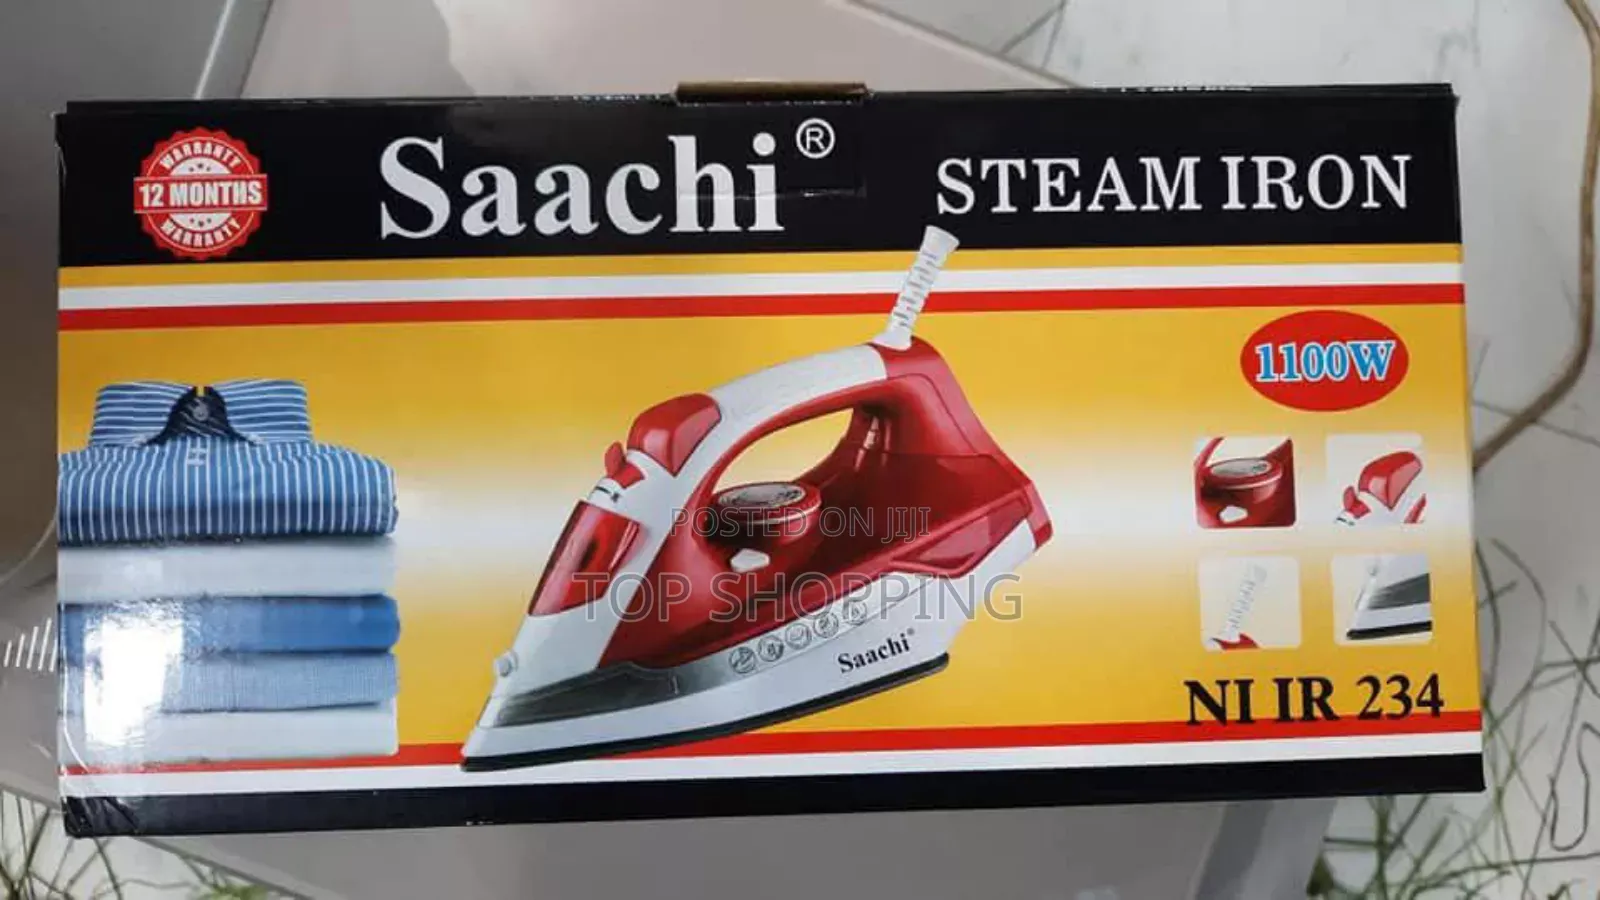 WARRANTY
12 MONTHS
WARRANTY
Saachi®
STEAM IRON
1100W
POSTED ON JIJI
TOP SHOPPING
Saachi®
NI IR 234